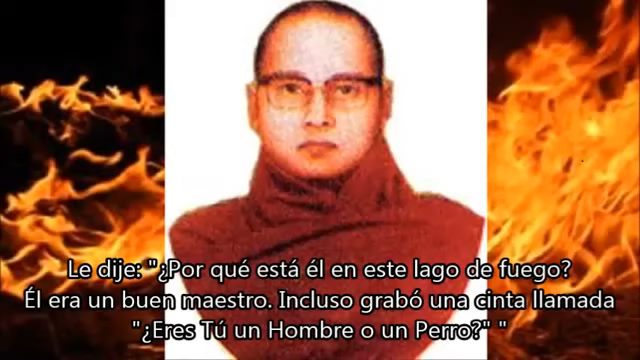 Le dije: "¿Por qué está él en este lago de fuego?
Él era un buen maestro. Incluso grabó una cinta llamada
"¿Eres Tú un Hombre o un Perro?" "